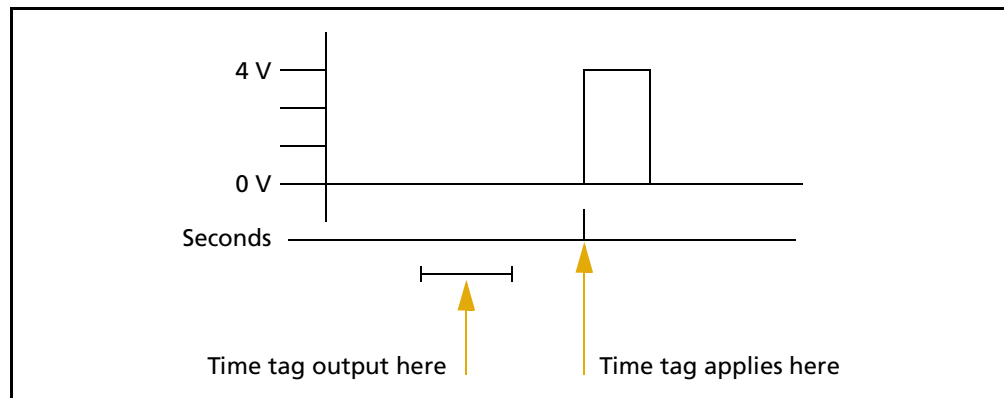 4 V
0 V
Seconds
Time tag output here
Time tag applies here